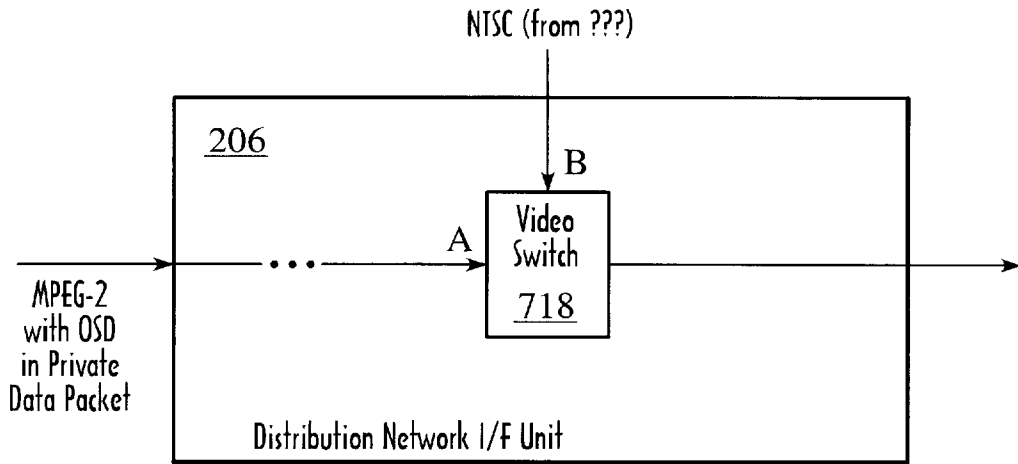 NTSC (from ???)
206
B
A
Video
Switch
718
MPEG-2
with OSD
in Private
Data Packet
Distribution Network I/F Unit